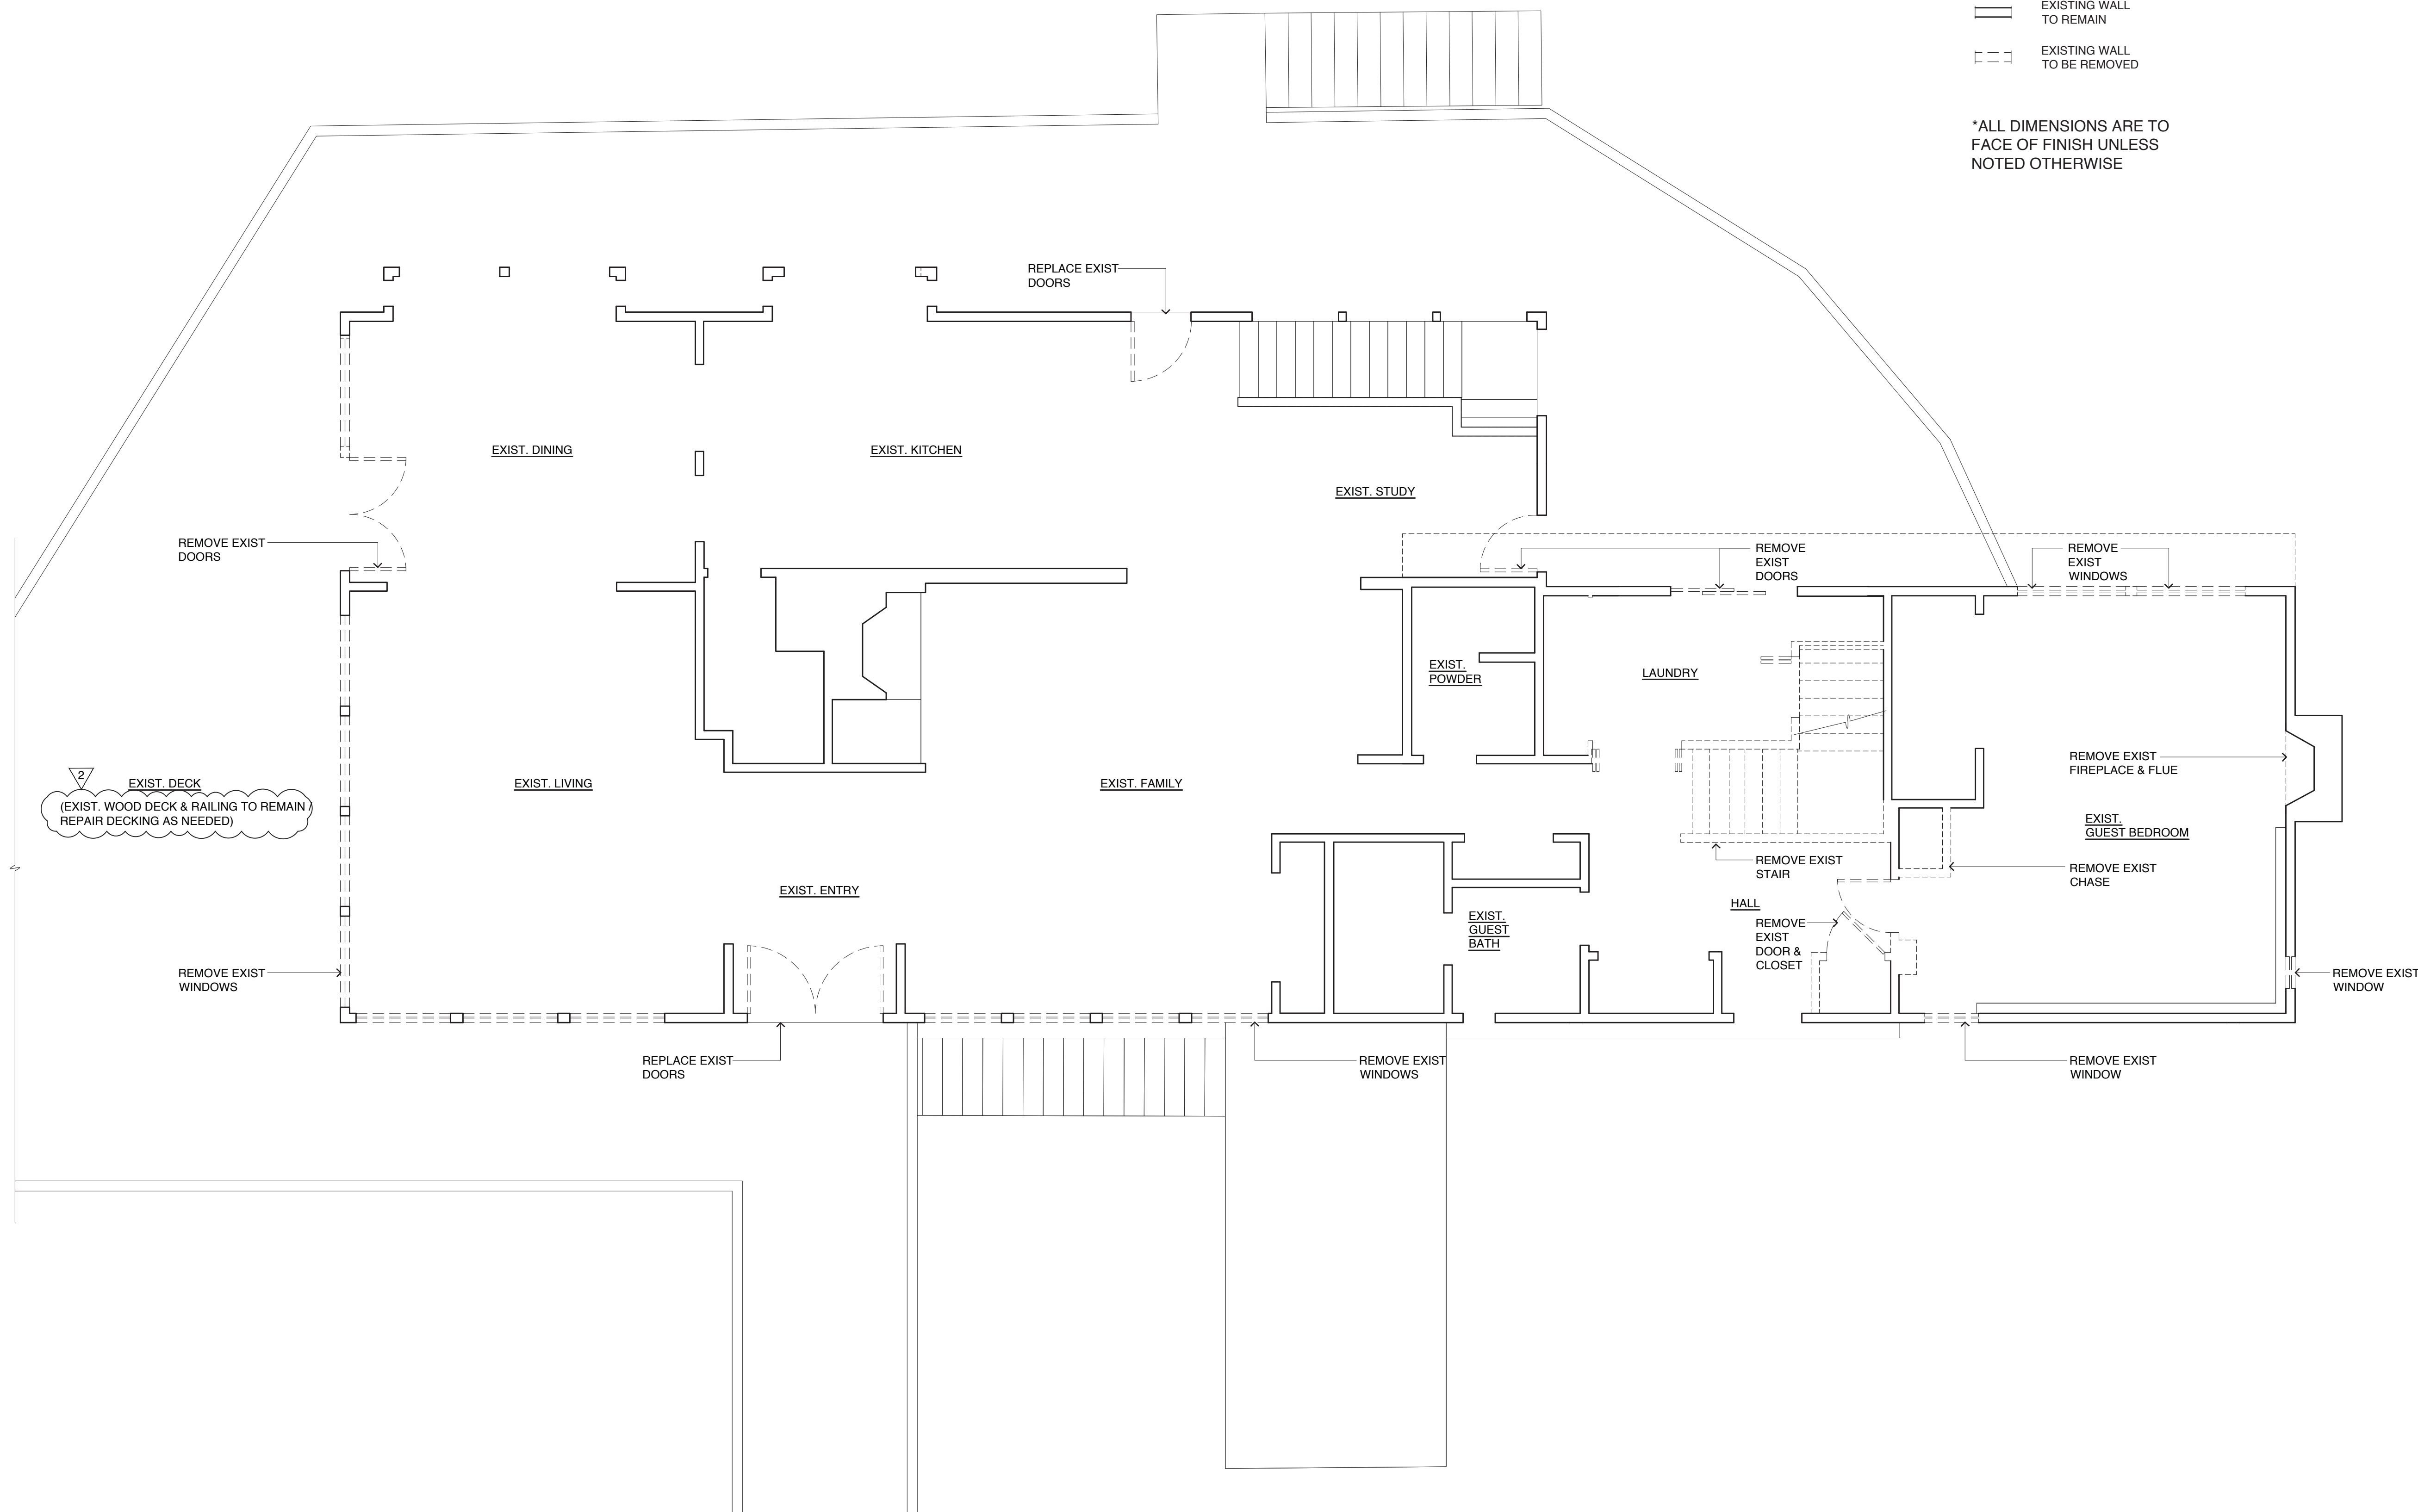 EXISTING WALL
TO REMAIN
EXISTING WALL
TO BE REMOVED
*ALL DIMENSIONS ARE TO
FACE OF FINISH UNLESS
NOTED OTHERWISE
REPLACE EXIST
DOORS
EXIST. DINING
EXIST. KITCHEN
EXIST. STUDY
REMOVE EXIST
DOORS
REMOVE
EXIST
DOORS
REMOVE
EXIST
WINDOWS
EXIST.
POWDER
LAUNDRY
2
EXIST. DECK
(EXIST. WOOD DECK & RAILING TO REMAIN /
REPAIR DECKING AS NEEDED)
EXIST. LIVING
EXIST. FAMILY
REMOVE EXIST
FIREPLACE & FLUE
EXIST.
GUEST BEDROOM
REMOVE EXIST
STAIR
REMOVE EXIST
CHASE
EXIST. ENTRY
HALL
EXIST.
GUEST
BATH
REMOVE
EXIST
DOOR &
CLOSET
REMOVE EXIST
WINDOWS
REMOVE EXIST
WINDOW
REPLACE EXIST
DOORS
REMOVE EXIST
WINDOWS
REMOVE EXIST
WINDOW